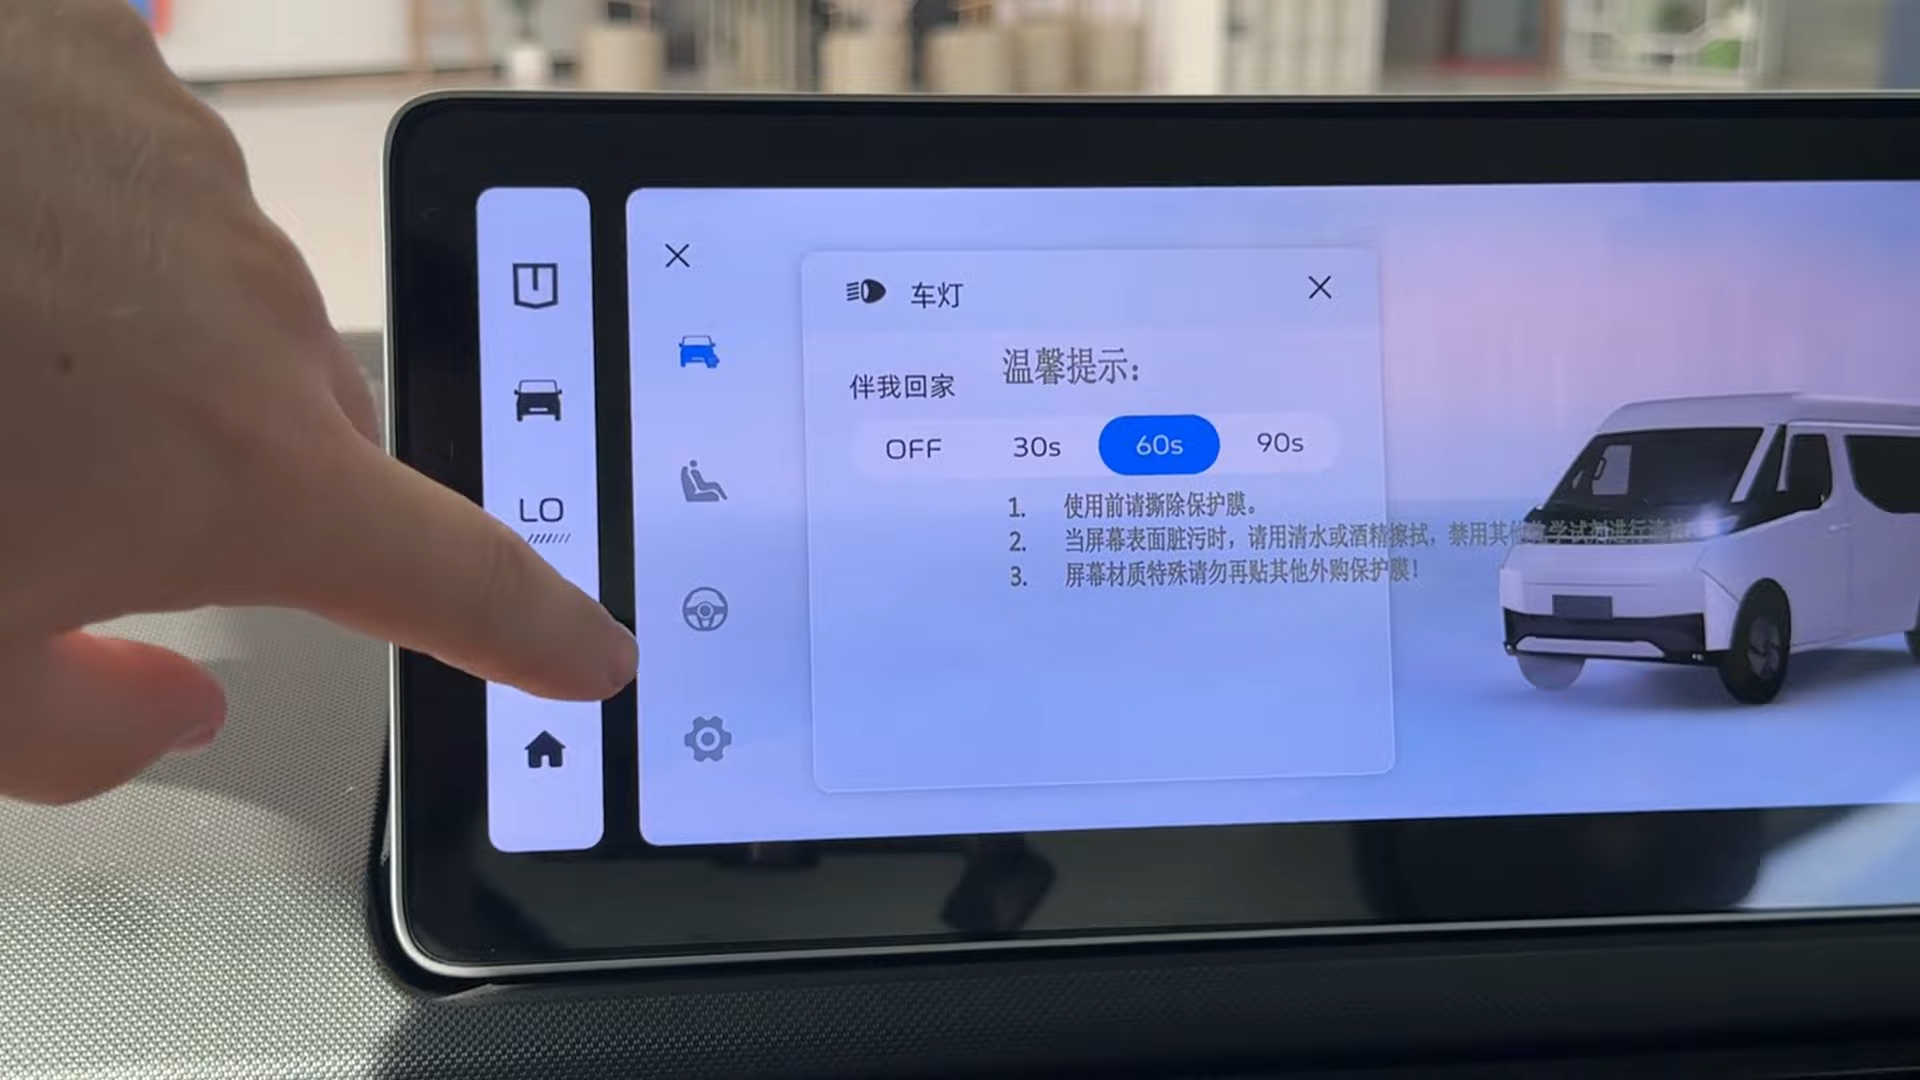 车灯
温馨提示：
伴我回家
OFF 30s 60s 90s
LO
1. 使用前请撕除保护膜。
2. 当屏幕表面脏污时，请用清水或酒精擦拭，禁用其他
3. 屏幕材质特殊请勿再贴其他外购保护膜！